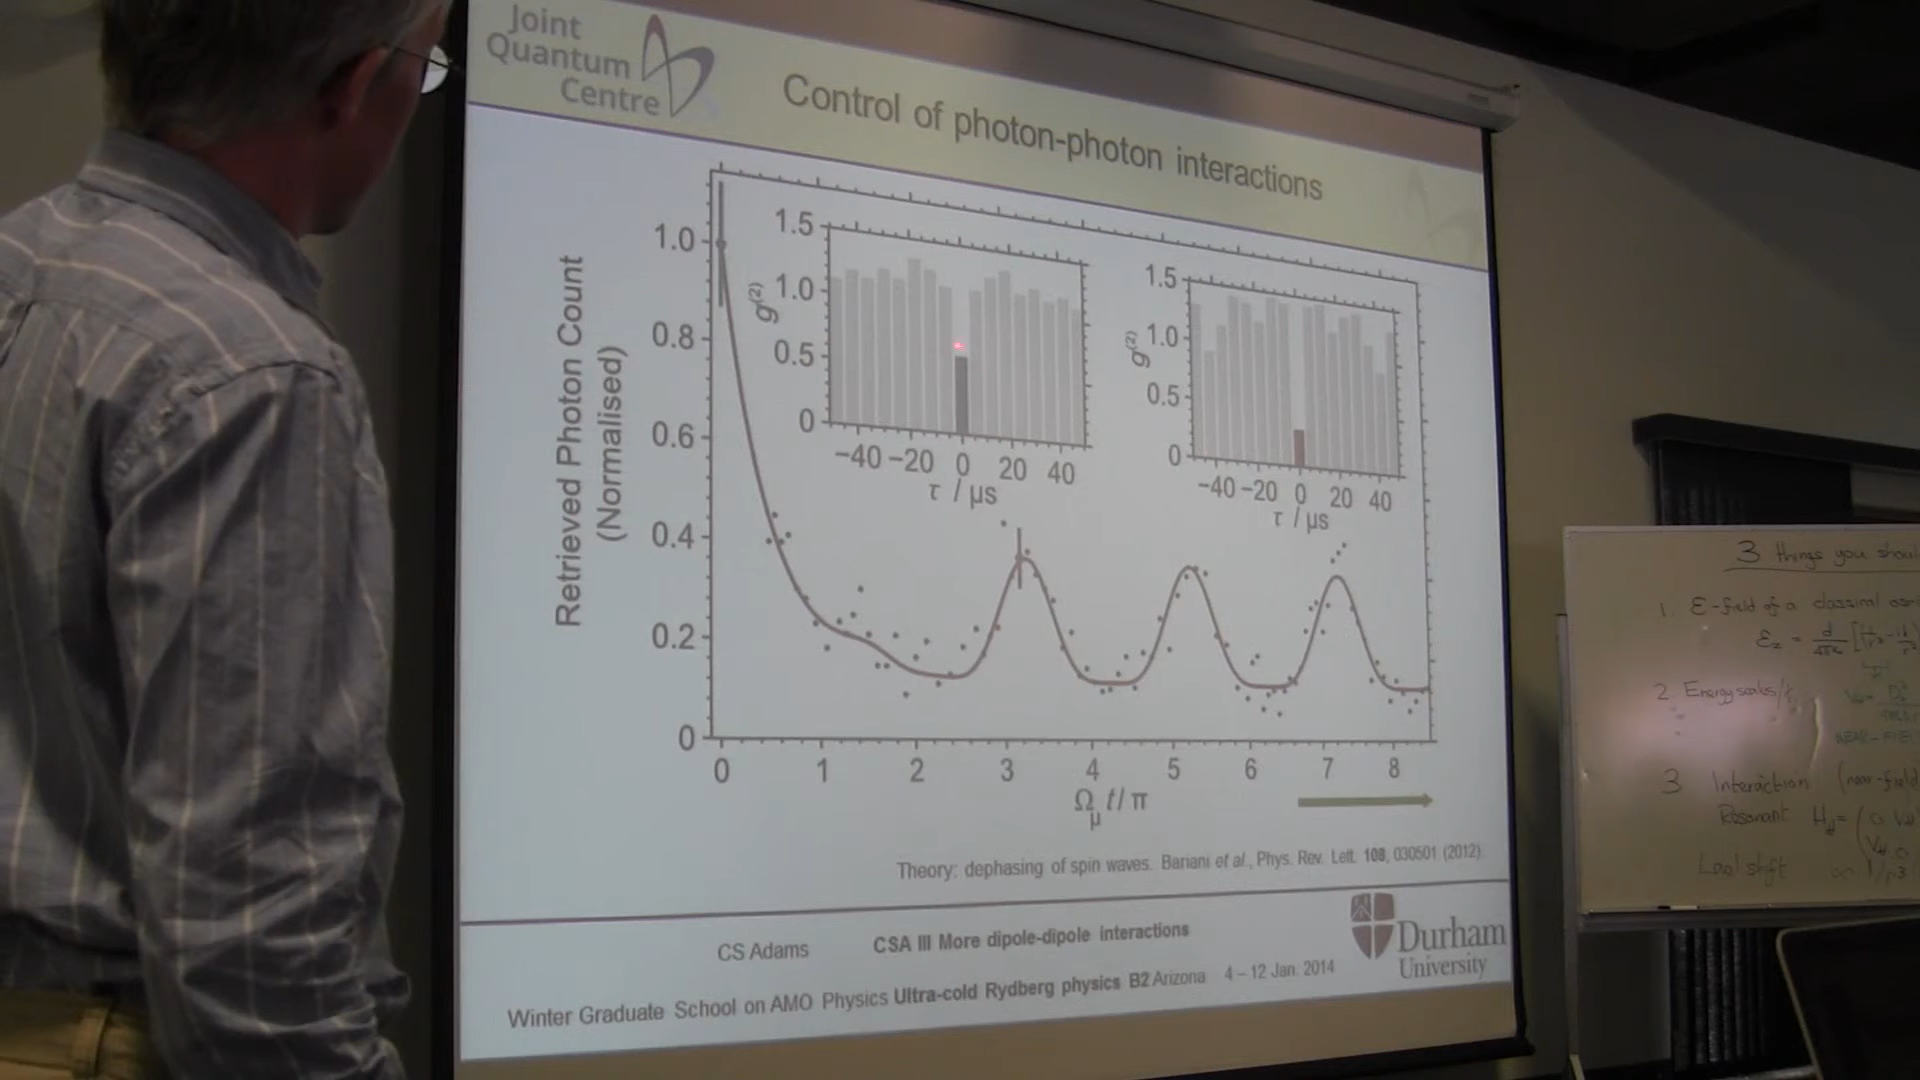 Joint
Quantum
Centre
Control of photon-photon interactions
Retrieved Photon Count
(Normalised)
1.0
0.8
0.6
0.4
0.2
0
0 1 2 3 4 5 6 7 8
Ωμ t / π
g(2)
1.5
1.0
0.5
0
−40 −20 0 20 40
τ / μs
g(2)
1.5
1.0
0.5
0
−40 −20 0 20 40
τ / μs
Theory: dephasing of spin waves. Bariani et al., Phys. Rev. Lett. 108, 030501 (2012)
CS Adams
CSA III More dipole-dipole interactions
Durham
University
Winter Graduate School on AMO Physics Ultra-cold Rydberg physics B2 Arizona 4 – 12 Jan. 2014
3 things you
1. E-field of a classical
2 Energy scales
3 Interaction (near-field)
Resonant